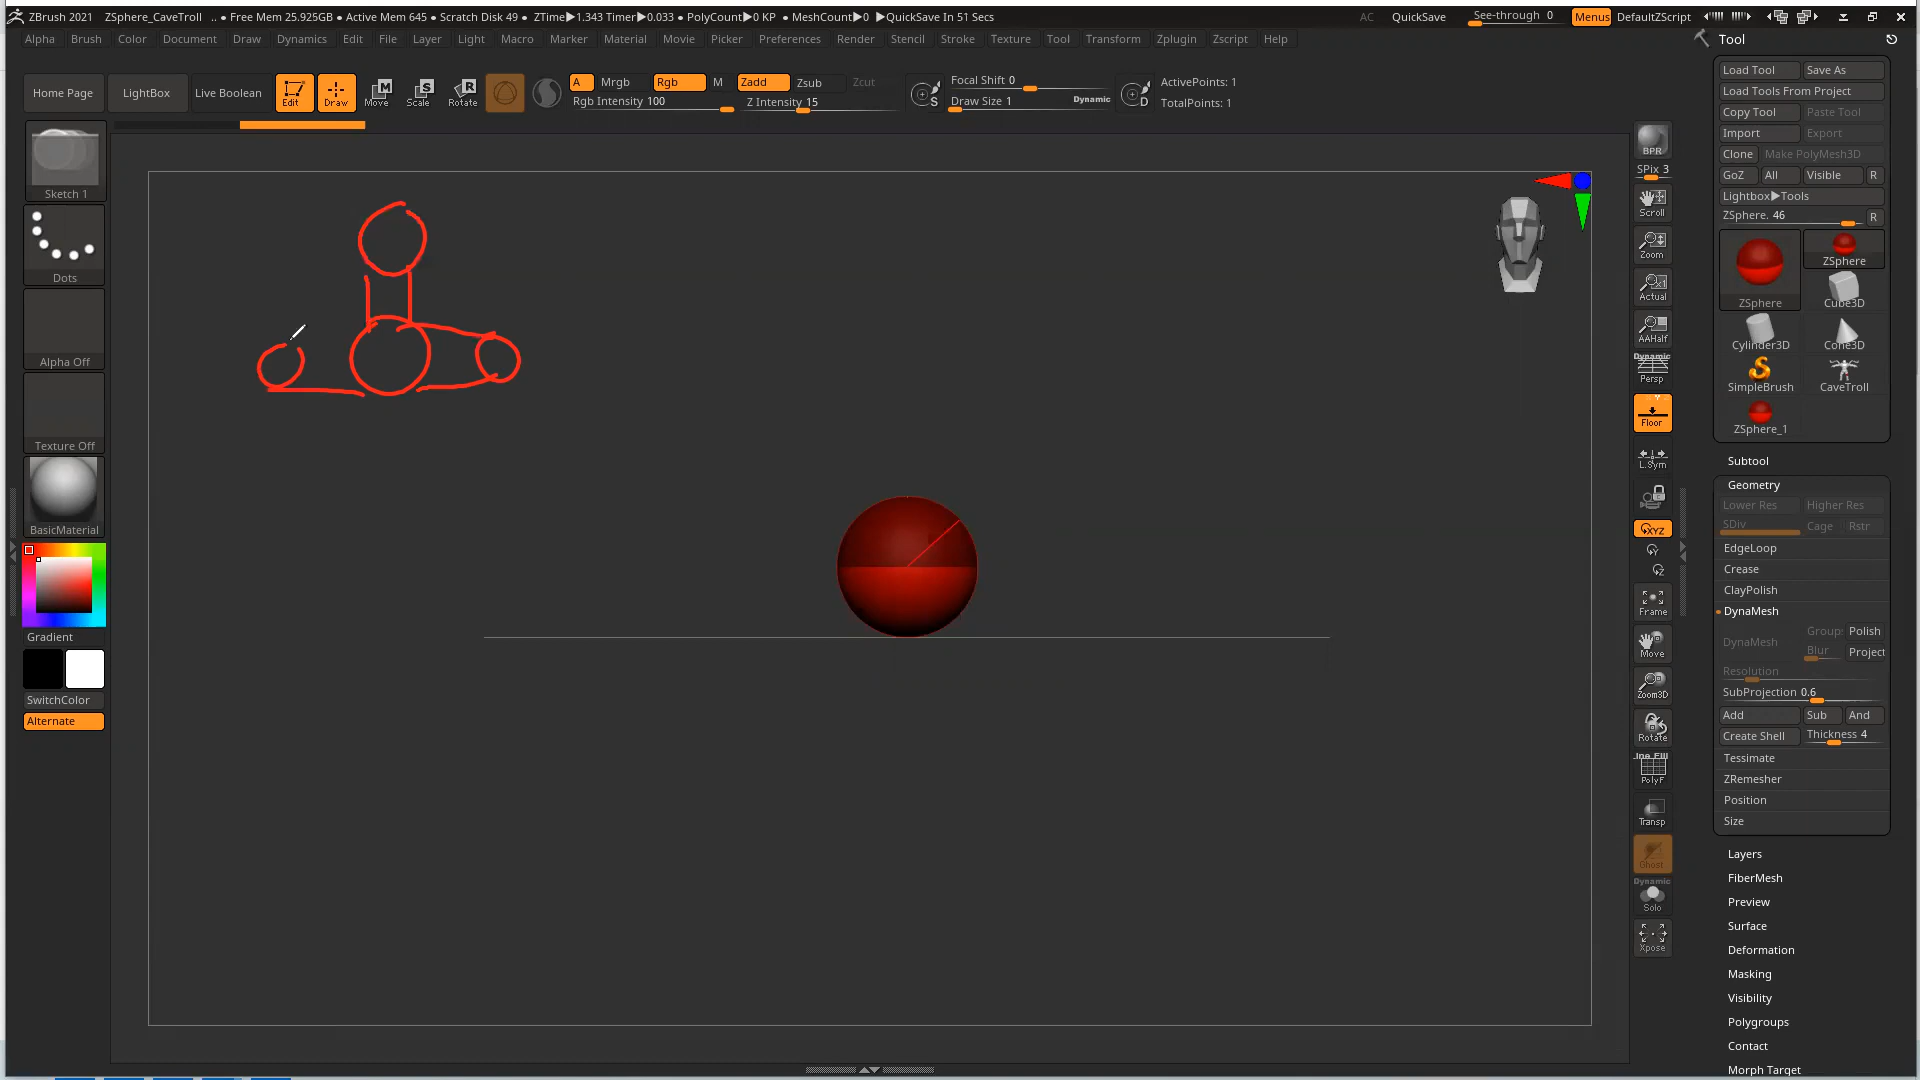 ZBrush 2021 ZSphere_CaveTroll .. ● Free Mem 25.925GB ● Active Mem 645 ● Scratch Disk 49 ● ZTime▶1.343 Timer▶0.033 ● PolyCount▶0 KP ● MeshCount▶0 ▶QuickSave In 51 Secs AC QuickSave See-through 0 Menus DefaultZScript
Alpha Brush Color Document Draw Dynamics Edit File Layer Light Macro Marker Material Movie Picker Preferences Render Stencil Stroke Texture Tool Transform Zplugin Zscript Help
Home Page LightBox Live Boolean Edit Draw Move Scale Rotate
A Mrgb Rgb M Zadd Zsub Zcut
Rgb Intensity 100 Z Intensity 15
S
Focal Shift 0
Draw Size 1 Dynamic
D
ActivePoints: 1
TotalPoints: 1
Sketch 1
Dots
Alpha Off
Texture Off
BasicMaterial
Gradient
SwitchColor
Alternate
BPR
SPix 3
Scroll
Zoom
Actual
AAHalf
Dynamic
Persp
Floor
L.Sym
XYZ
Y
Z
Frame
Move
Zoom3D
Rotate
Line Fill
PolyF
Transp
Ghost
Dynamic
Solo
Xpose
Tool
Load Tool Save As
Load Tools From Project
Copy Tool Paste Tool
Import Export
Clone Make PolyMesh3D
GoZ All Visible R
Lightbox▶Tools
ZSphere. 46 R
ZSphere ZSphere
Cube3D
Cylinder3D Cone3D
SimpleBrush CaveTroll
ZSphere_1
Subtool
Geometry
Lower Res Higher Res
SDiv Cage Rstr
EdgeLoop
Crease
ClayPolish
DynaMesh
DynaMesh Group Polish
Blur Project
Resolution
SubProjection 0.6
Add Sub And
Create Shell Thickness 4
Tessimate
ZRemesher
Position
Size
Layers
FiberMesh
Preview
Surface
Deformation
Masking
Visibility
Polygroups
Contact
Morph Target